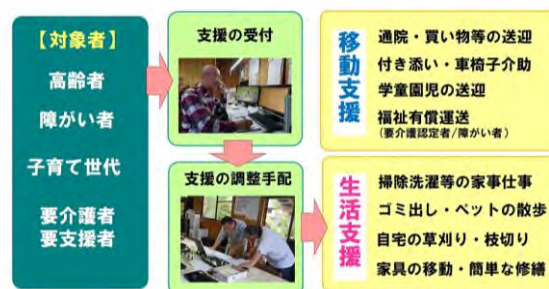 【対象者】
高齢者
障がい者
子育て世代
要介護者
要支援者
支援の受付
支援の調整手配
移動支援
通院・買い物等の送迎
付き添い・車椅子介助
学童園児の送迎
福祉有償運送
(要介護認定者/障がい者)
生活支援
掃除洗濯等の家事仕事
ゴミ出し・ペットの散歩
自宅の草刈り・枝切り
家具の移動・簡単な修繕